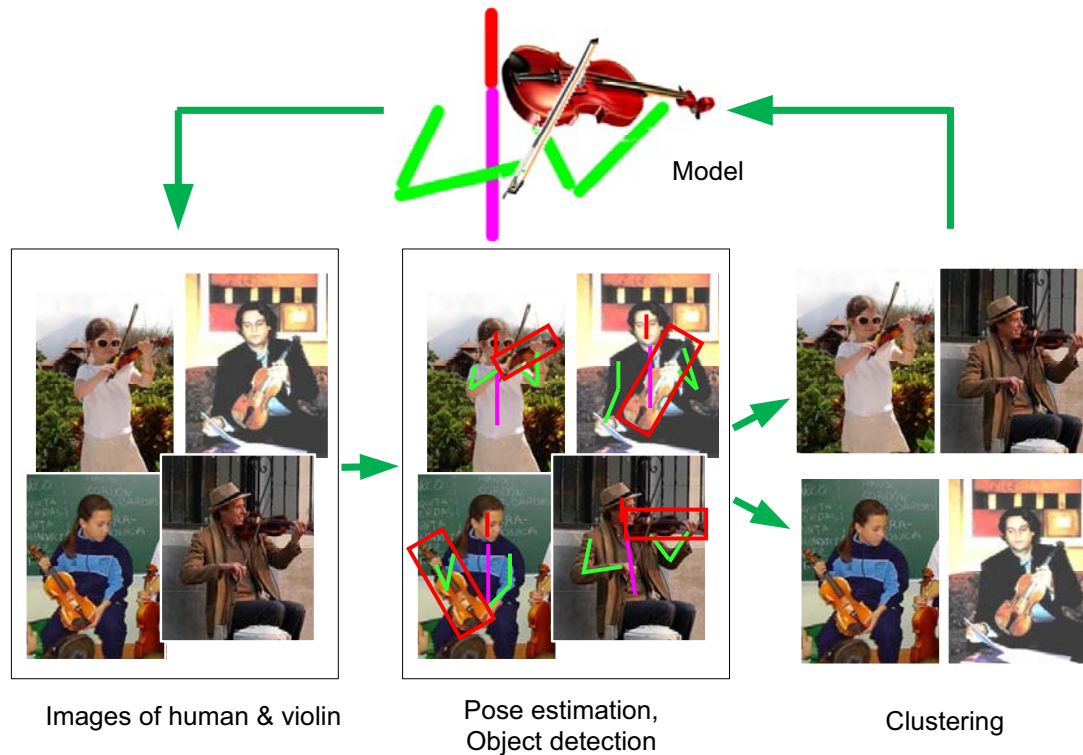 Model
Images of human & violin
Pose estimation,
Object detection
Clustering